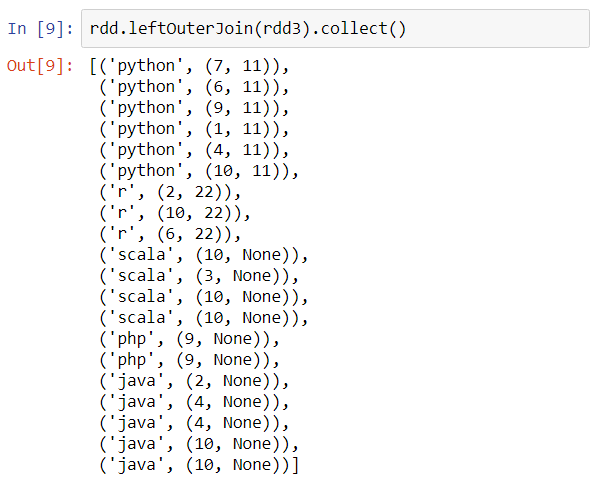 In [9]: rdd.leftOuterJoin(rdd3).collect()
Out[9]: [('python', (7, 11)),
('python', (6, 11)),
('python', (9, 11)),
('python', (1, 11)),
('python', (4, 11)),
('python', (10, 11)),
('r', (2, 22)),
('r', (10, 22)),
('r', (6, 22)),
('scala', (10, None)),
('scala', (3, None)),
('scala', (10, None)),
('scala', (10, None)),
('php', (9, None)),
('php', (9, None)),
('java', (2, None)),
('java', (4, None)),
('java', (4, None)),
('java', (10, None)),
('java', (10, None))]